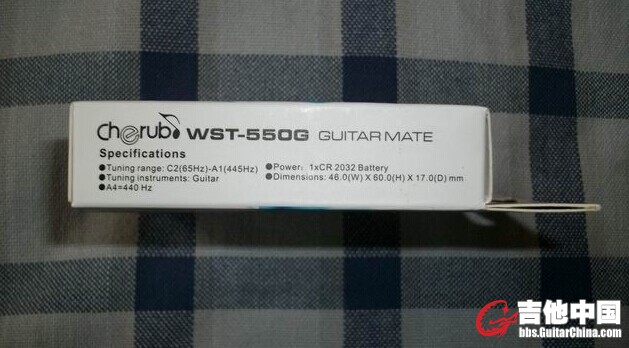 Cherub WST-550G GUITAR MATE
Specifications
●Tuning range: C2(65Hz)-A1(445Hz)
●Tuning instruments: Guitar
●A4=440 Hz
●Power: 1xCR 2032 Battery
●Dimensions: 46.0(W) X 60.0(H) X 17.0(D) mm
吉他中国
bbs.GuitarChina.com